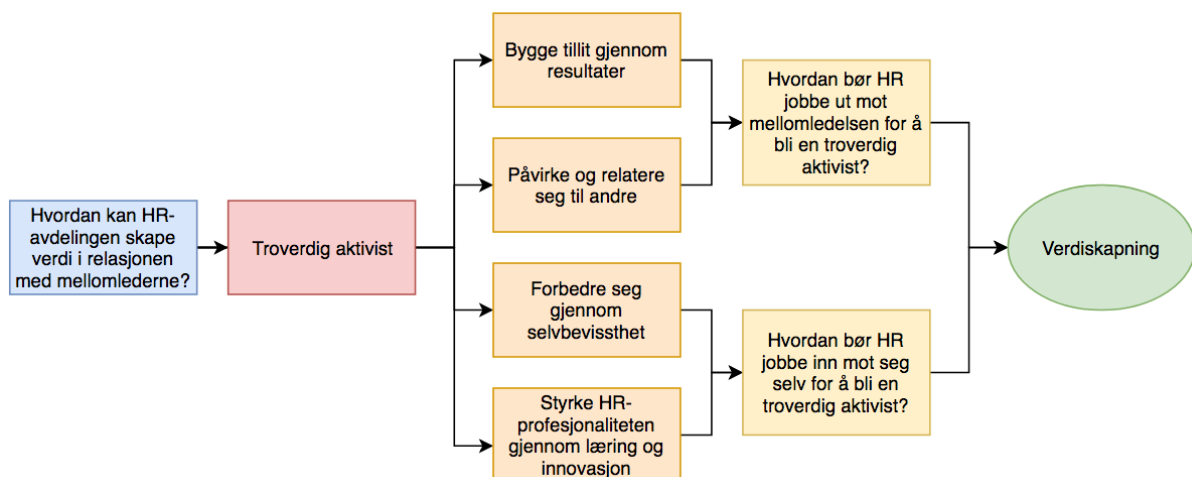 Hvordan kan HR-
avdelingen skape
verdi i relasjonen
med mellomlederne?
Troverdig aktivist
Bygge tillit gjennom
resultater
Påvirke og relatere
seg til andre
Forbedre seg
gjennom
selvbevissthet
Styrke HR-
profesjonaliteten
gjennom læring og
innovasjon
Hvordan bør HR
jobbe ut mot
mellomledelsen for å
bli en troverdig
aktivist?
Hvordan bør HR
jobbe inn mot seg
selv for å bli en
troverdig aktivist?
Verdiskapning